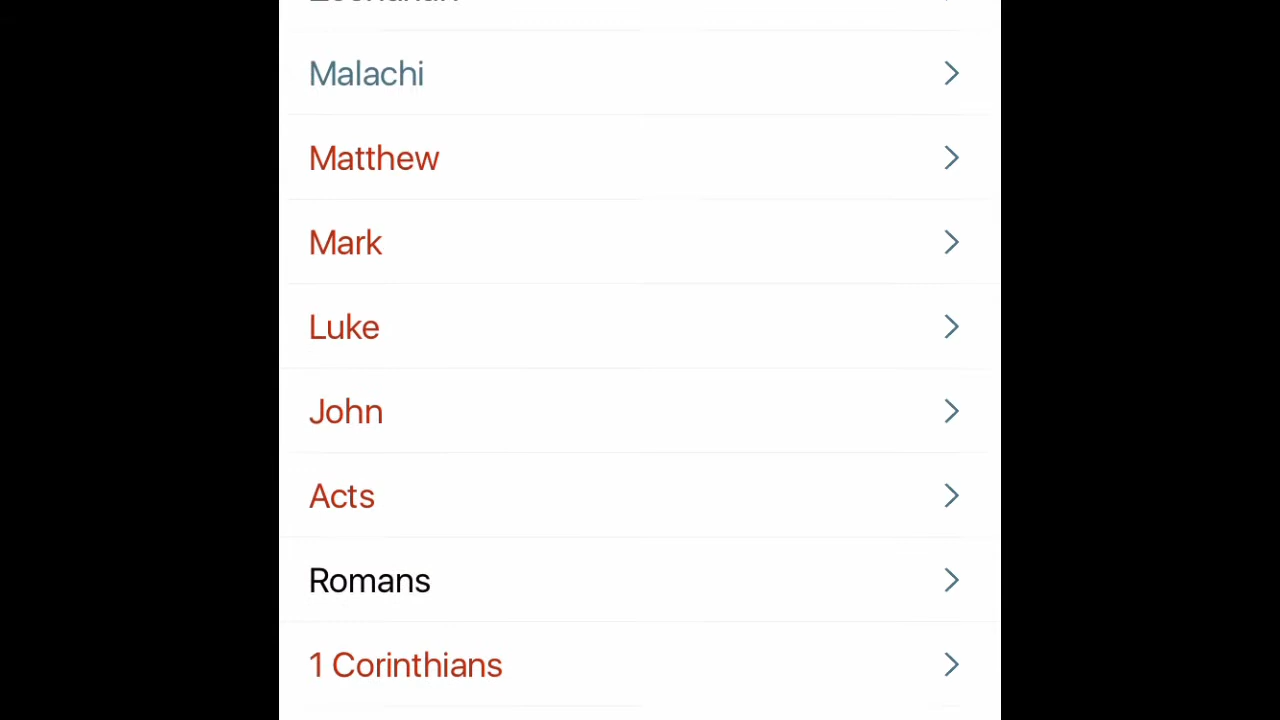 Malachi
Matthew
Mark
Luke
John
Acts
Romans
1 Corinthians